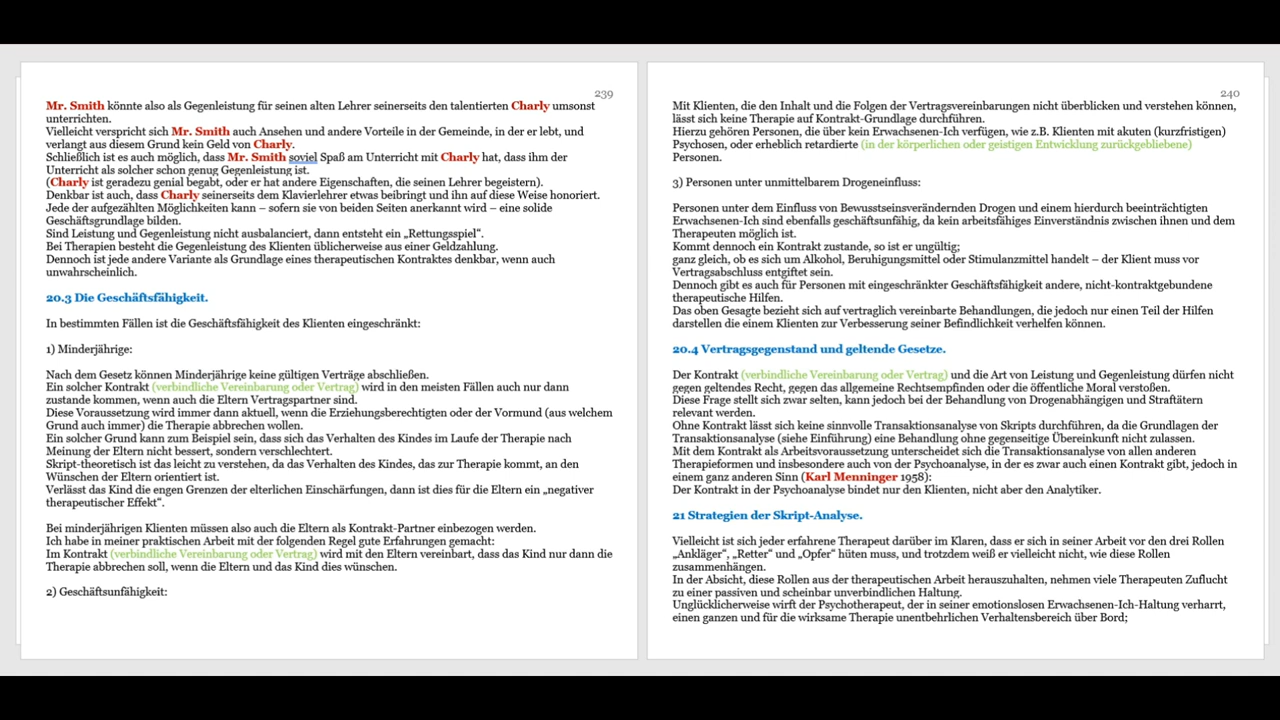 239
Mr. Smith könnte also als Gegenleistung für seinen alten Lehrer seinerseits den talentierten Charly umsonst
unterrichten.
Vielleicht verspricht sich Mr. Smith auch Ansehen und andere Vorteile in der Gemeinde, in der er lebt, und
verlangt aus diesem Grund kein Geld von Charly.
Schließlich ist es auch möglich, dass Mr. Smith soviel Spaß am Unterricht mit Charly hat, dass ihm der
Unterricht als solcher schon genug Gegenleistung ist.
(Charly ist geradezu genial begabt, oder er hat andere Eigenschaften, die seinen Lehrer begeistern).
Denkbar ist auch, dass Charly seinerseits dem Klavierlehrer etwas beibringt und ihn auf diese Weise honoriert.
Jede der aufgezählten Möglichkeiten kann – sofern sie von beiden Seiten anerkannt wird – eine solide
Geschäftsgrundlage bilden.
Sind Leistung und Gegenleistung nicht ausbalanciert, dann entsteht ein „Rettungsspiel“.
Bei Therapien besteht die Gegenleistung des Klienten üblicherweise aus einer Geldzahlung.
Dennoch ist jede andere Variante als Grundlage eines therapeutischen Kontraktes denkbar, wenn auch
unwahrscheinlich.
20.3 Die Geschäftsfähigkeit.
In bestimmten Fällen ist die Geschäftsfähigkeit des Klienten eingeschränkt:
1) Minderjährige:
Nach dem Gesetz können Minderjährige keine gültigen Verträge abschließen.
Ein solcher Kontrakt (verbindliche Vereinbarung oder Vertrag) wird in den meisten Fällen auch nur dann
zustande kommen, wenn auch die Eltern Vertragspartner sind.
Diese Voraussetzung wird immer dann aktuell, wenn die Erziehungsberechtigten oder der Vormund (aus welchem
Grund auch immer) die Therapie abbrechen wollen.
Ein solcher Grund kann zum Beispiel sein, dass sich das Verhalten des Kindes im Laufe der Therapie nach
Meinung der Eltern nicht bessert, sondern verschlechtert.
Skript-theoretisch ist das leicht zu verstehen, da das Verhalten des Kindes, das zur Therapie kommt, an den
Wünschen der Eltern orientiert ist.
Verlässt das Kind die engen Grenzen der elterlichen Einschärfungen, dann ist dies für die Eltern ein „negativer
therapeutischer Effekt“.
Bei minderjährigen Klienten müssen also auch die Eltern als Kontrakt-Partner einbezogen werden.
Ich habe in meiner praktischen Arbeit mit der folgenden Regel gute Erfahrungen gemacht:
Im Kontrakt (verbindliche Vereinbarung oder Vertrag) wird mit den Eltern vereinbart, dass das Kind nur dann die
Therapie abbrechen soll, wenn die Eltern und das Kind dies wünschen.
2) Geschäftsunfähigkeit:
240
Mit Klienten, die den Inhalt und die Folgen der Vertragsvereinbarungen nicht überblicken und verstehen können,
lässt sich keine Therapie auf Kontrakt-Grundlage durchführen.
Hierzu gehören Personen, die über kein Erwachsenen-Ich verfügen, wie z.B. Klienten mit akuten (kurzfristigen)
Psychosen, oder erheblich retardierte (in der körperlichen oder geistigen Entwicklung zurückgebliebene)
Personen.
3) Personen unter unmittelbarem Drogeneinfluss:
Personen unter dem Einfluss von Bewusstseinsverändernden Drogen und einem hierdurch beeinträchtigten
Erwachsenen-Ich sind ebenfalls geschäftsunfähig, da kein arbeitsfähiges Einverständnis zwischen ihnen und dem
Therapeuten möglich ist.
Kommt dennoch ein Kontrakt zustande, so ist er ungültig;
ganz gleich, ob es sich um Alkohol, Beruhigungsmittel oder Stimulanzmittel handelt – der Klient muss vor
Vertragsabschluss entgiftet sein.
Dennoch gibt es auch für Personen mit eingeschränkter Geschäftsfähigkeit andere, nicht-kontraktgebundene
therapeutische Hilfen.
Das oben Gesagte bezieht sich auf vertraglich vereinbarte Behandlungen, die jedoch nur einen Teil der Hilfen
darstellen die einem Klienten zur Verbesserung seiner Befindlichkeit verhelfen können.
20.4 Vertragsgegenstand und geltende Gesetze.
Der Kontrakt (verbindliche Vereinbarung oder Vertrag) und die Art von Leistung und Gegenleistung dürfen nicht
gegen geltendes Recht, gegen das allgemeine Rechtsempfinden oder die öffentliche Moral verstoßen.
Diese Frage stellt sich zwar selten, kann jedoch bei der Behandlung von Drogenabhängigen und Straftätern
relevant werden.
Ohne Kontrakt lässt sich keine sinnvolle Transaktionsanalyse von Skripts durchführen, da die Grundlagen der
Transaktionsanalyse (siehe Einführung) eine Behandlung ohne gegenseitige Übereinkunft nicht zulassen.
Mit dem Kontrakt als Arbeitsvoraussetzung unterscheidet sich die Transaktionsanalyse von allen anderen
Therapieformen und insbesondere auch von der Psychoanalyse, in der es zwar auch einen Kontrakt gibt, jedoch in
einem ganz anderen Sinn (Karl Menninger 1958):
Der Kontrakt in der Psychoanalyse bindet nur den Klienten, nicht aber den Analytiker.
21 Strategien der Skript-Analyse.
Vielleicht ist sich jeder erfahrene Therapeut darüber im Klaren, dass er sich in seiner Arbeit vor den drei Rollen
„Ankläger“, „Retter“ und „Opfer“ hüten muss, und trotzdem weiß er vielleicht nicht, wie diese Rollen
zusammenhängen.
In der Absicht, diese Rollen aus der therapeutischen Arbeit herauszuhalten, nehmen viele Therapeuten Zuflucht
zu einer passiven und scheinbar unverbindlichen Haltung.
Unglücklicherweise wirft der Psychotherapeut, der in seiner emotionslosen Erwachsenen-Ich-Haltung verharrt,
einen ganzen und für die wirksame Therapie unentbehrlichen Verhaltensbereich über Bord;